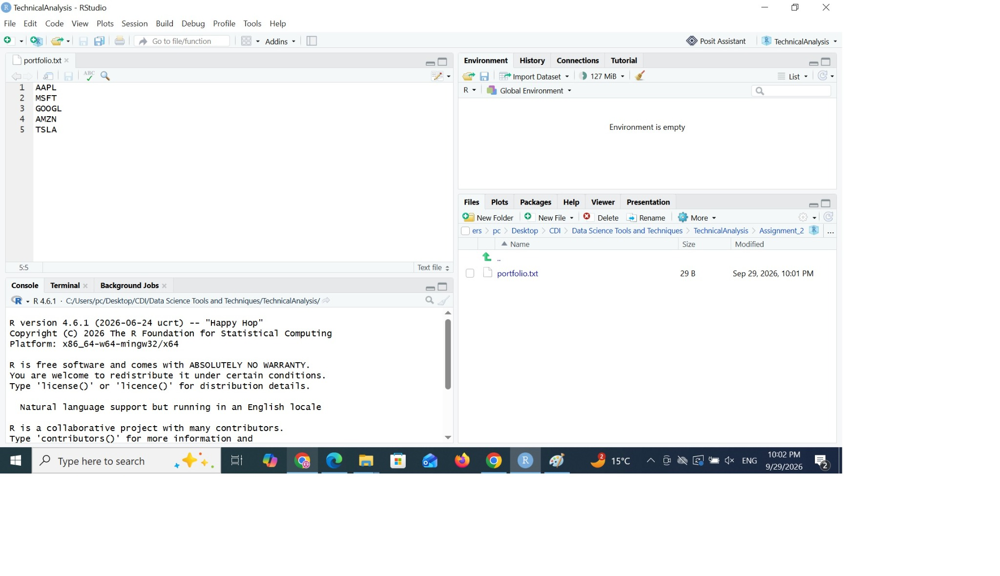 TechnicalAnalysis - RStudio
File Edit Code View Plots Session Build Debug Profile Tools Help
Go to file/function Addins Posit Assistant TechnicalAnalysis
portfolio.txt
ABC
1 AAPL
2 MSFT
3 GOOGL
4 AMZN
5 TSLA
5:5 Text file
Console Terminal Background Jobs
R 4.6.1 · C:/Users/pc/Desktop/CDI/Data Science Tools and Techniques/TechnicalAnalysis/
R version 4.6.1 (2026-06-24 ucrt) -- "Happy Hop"
Copyright (C) 2026 The R Foundation for Statistical Computing
Platform: x86_64-w64-mingw32/x64
R is free software and comes with ABSOLUTELY NO WARRANTY.
You are welcome to redistribute it under certain conditions.
Type 'license()' or 'licence()' for distribution details.
Natural language support but running in an English locale
R is a collaborative project with many contributors.
Type 'contributors()' for more information and
Environment History Connections Tutorial
Import Dataset 127 MiB List
R Global Environment
Environment is empty
Files Plots Packages Help Viewer Presentation
New Folder New File Delete Rename More
ers > pc > Desktop > CDI > Data Science Tools and Techniques > TechnicalAnalysis > Assignment_2 ...
Name Size Modified
..
portfolio.txt 29 B Sep 29, 2026, 10:01 PM
Type here to search 2 15°C ENG 10:02 PM
9/29/2026 2